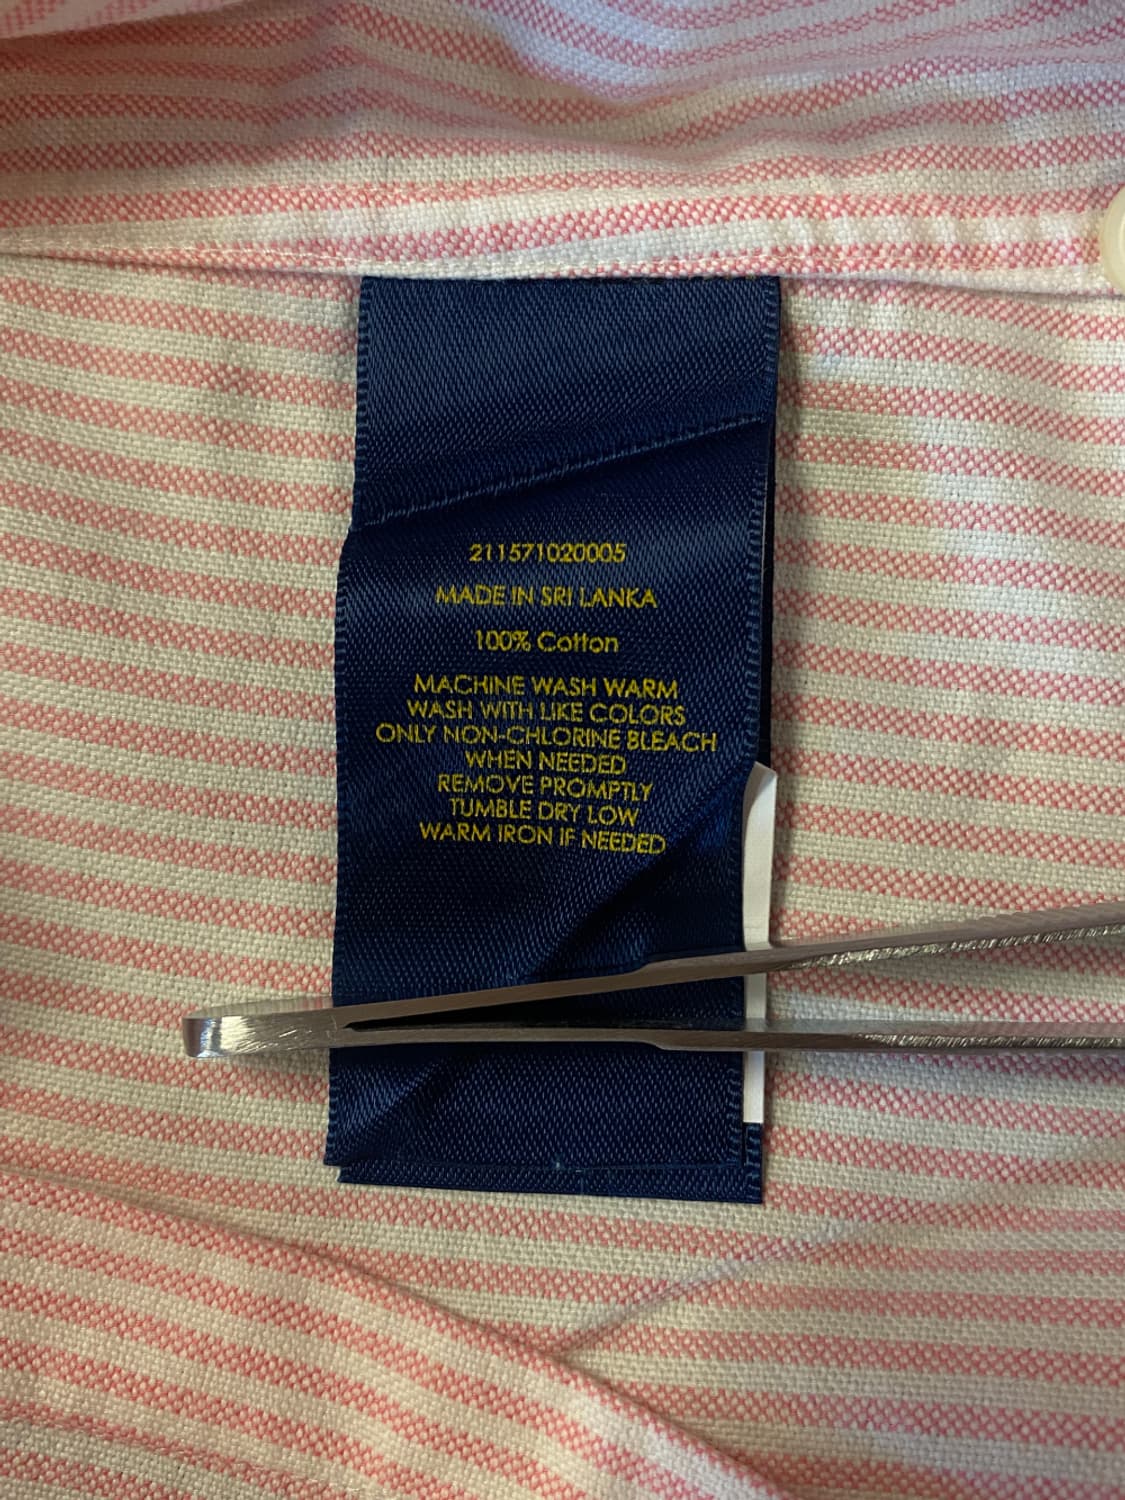 211571020005
MADE IN SRI LANKA
100% Cotton
MACHINE WASH WARM
WASH WITH LIKE COLORS
ONLY NON-CHLORINE BLEACH
WHEN NEEDED
REMOVE PROMPTLY
TUMBLE DRY LOW
WARM IRON IF NEEDED